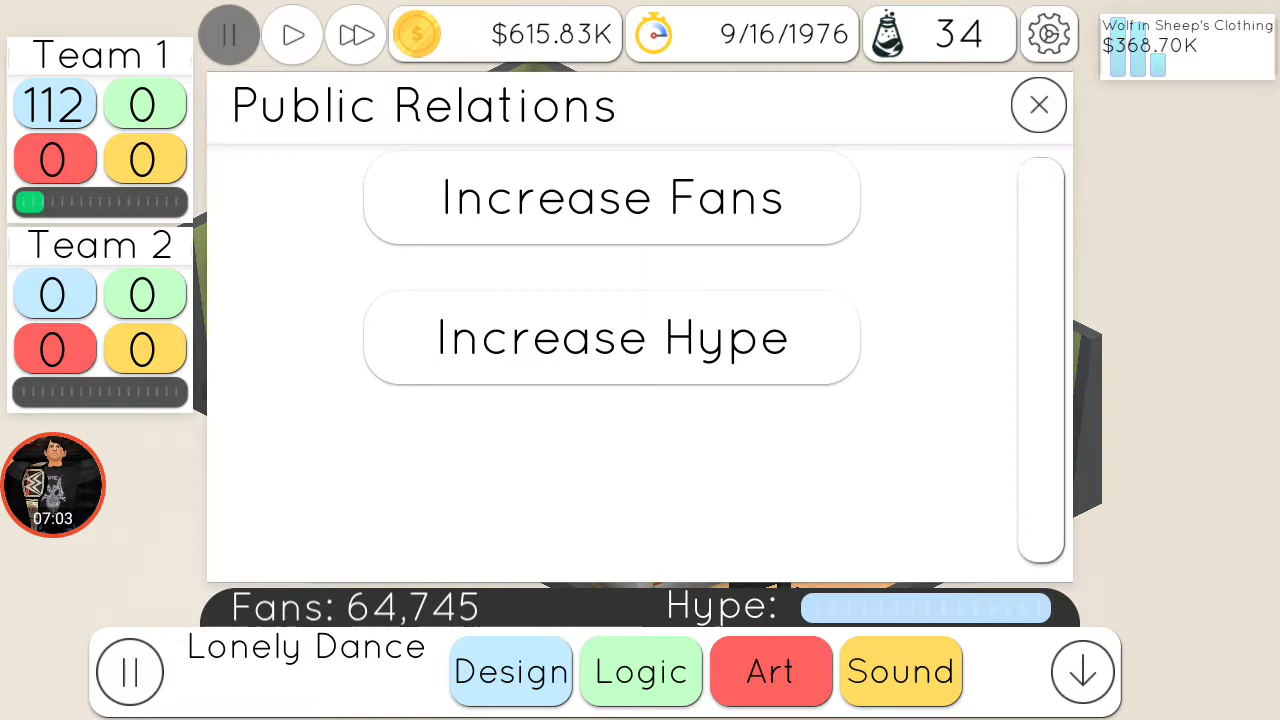 Team 1
112 0
0 0
Team 2
0 0
0 0
07:03
$615.83K 9/16/1976 34
Wolf in Sheep's Clothing
$368.70K
Public Relations
Increase Fans
Increase Hype
Fans: 64,745 Hype:
Lonely Dance Design Logic Art Sound